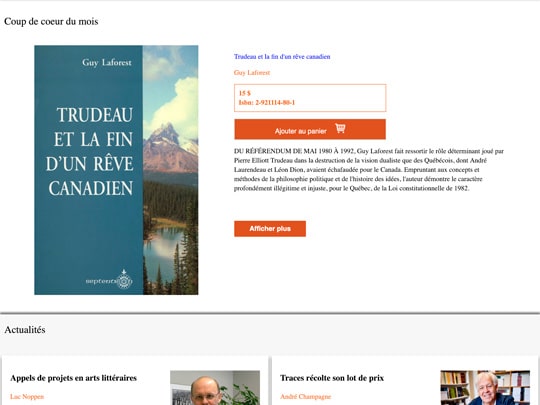 Coup de coeur du mois
Guy Laforest
TRUDEAU
ET LA FIN
D'UN RÊVE
CANADIEN
septentrion
Trudeau et la fin d'un rêve canadien
Guy Laforest
15 $
Isbn: 2-921114-80-1
Ajouter au panier
DU RÉFÉRENDUM DE MAI 1980 À 1992, Guy Laforest fait ressortir le rôle déterminant joué par
Pierre Elliott Trudeau dans la destruction de la vision dualiste que des Québécois, dont André
Laurendeau et Léon Dion, avaient échafaudée pour le Canada. Empruntant aux concepts et
méthodes de la philosophie politique et de l'histoire des idées, l'auteur démontre le caractère
profondément illégitime et injuste, pour le Québec, de la Loi constitutionnelle de 1982.
Afficher plus
Actualités
Appels de projets en arts littéraires
Luc Noppen
Traces récolte son lot de prix
André Champagne